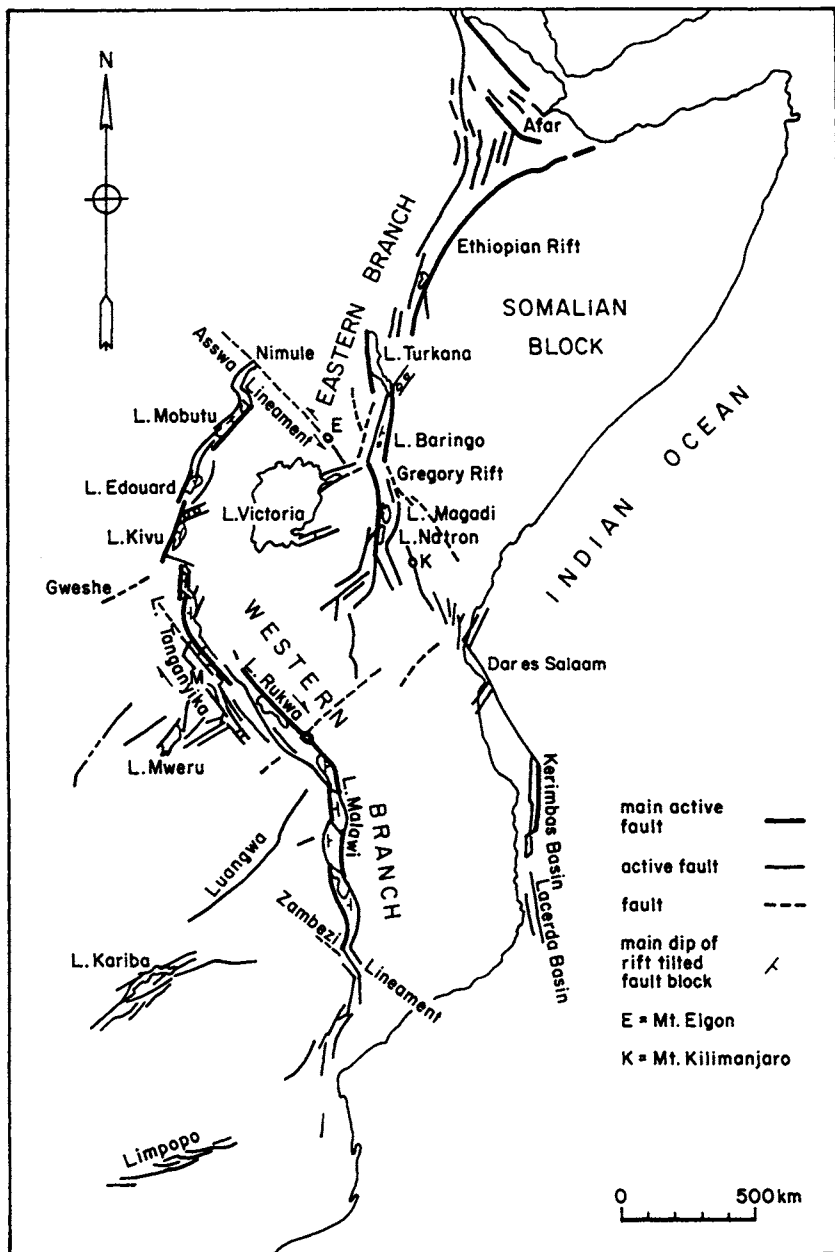 N
Afar
Ethiopian Rift
EASTERN BRANCH
SOMALIAN
BLOCK
Asswa
Nimule
Lineament
L. Turkana
E
L. Mobutu
L. Baringo
Gregory Rift
L. Edouard
L. Victoria
L. Magadi
L. Natron
L. Kivu
K
INDIAN OCEAN
Gweshe
WESTERN
BRANCH
L. Tanganyika
M
L. Rukwa
Dar es Salaam
L. Mweru
L. Malawi
Kerimbas Basin
Luangwa
Lacerda Basin
Zambezi
Lineament
L. Kariba
Limpopo
main active
fault
active fault
fault
main dip of
rift tilted
fault block
E = Mt. Elgon
K = Mt. Kilimanjaro
0 500 km